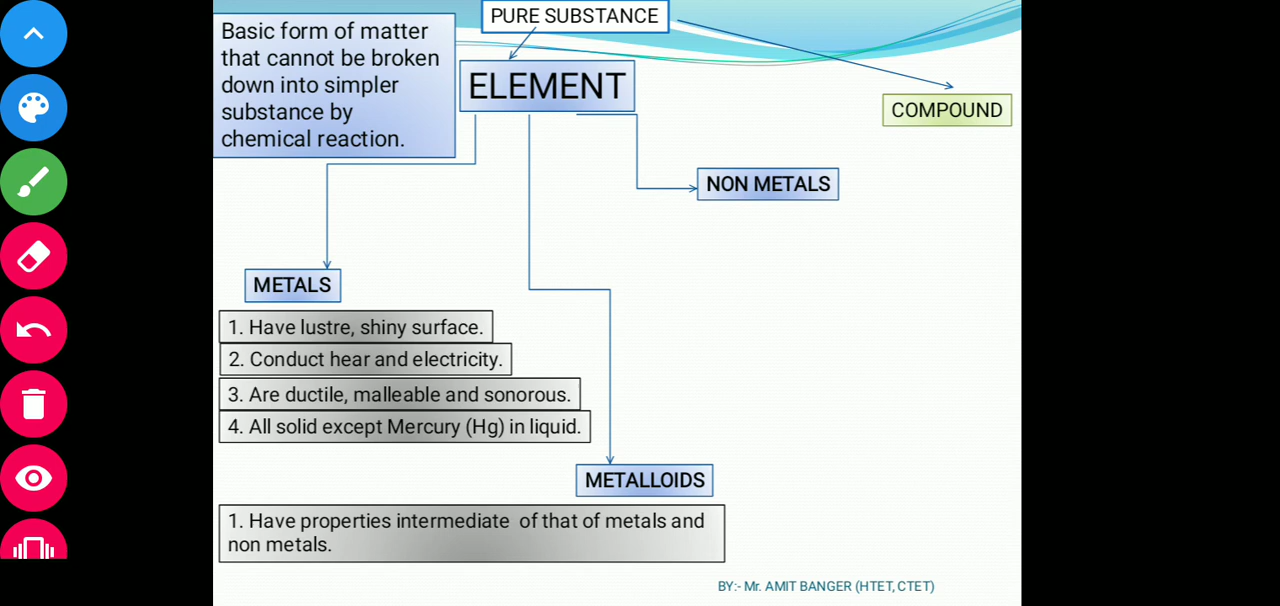 PURE SUBSTANCE
Basic form of matter
that cannot be broken
down into simpler
substance by
chemical reaction.
ELEMENT
COMPOUND
NON METALS
METALS
1. Have lustre, shiny surface.
2. Conduct hear and electricity.
3. Are ductile, malleable and sonorous.
4. All solid except Mercury (Hg) in liquid.
METALLOIDS
1. Have properties intermediate of that of metals and
non metals.
BY:- Mr. AMIT BANGER (HTET, CTET)